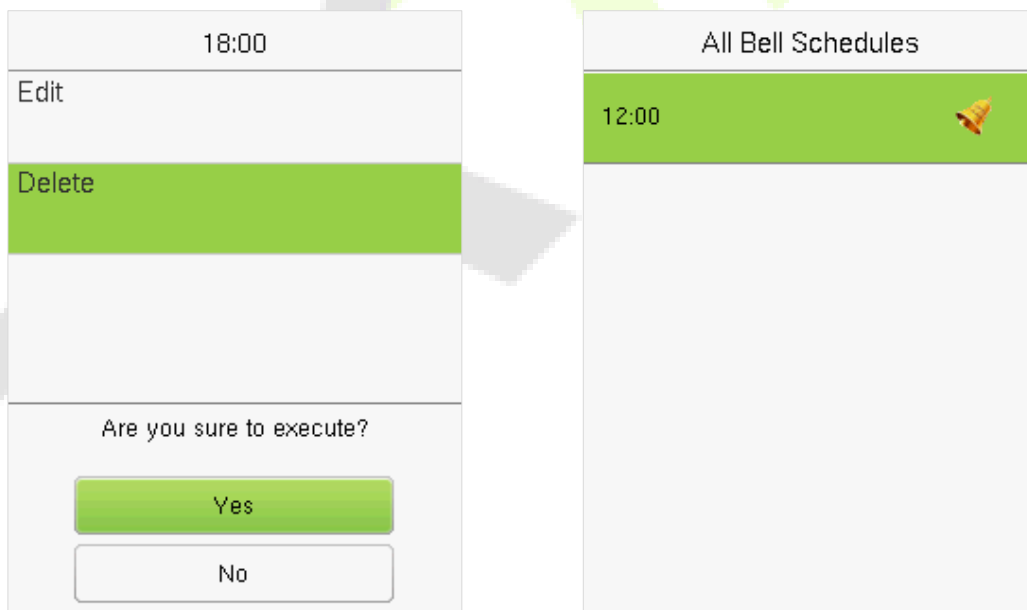 18:00
Edit
Delete
Are you sure to execute?
Yes
No
All Bell Schedules
12:00